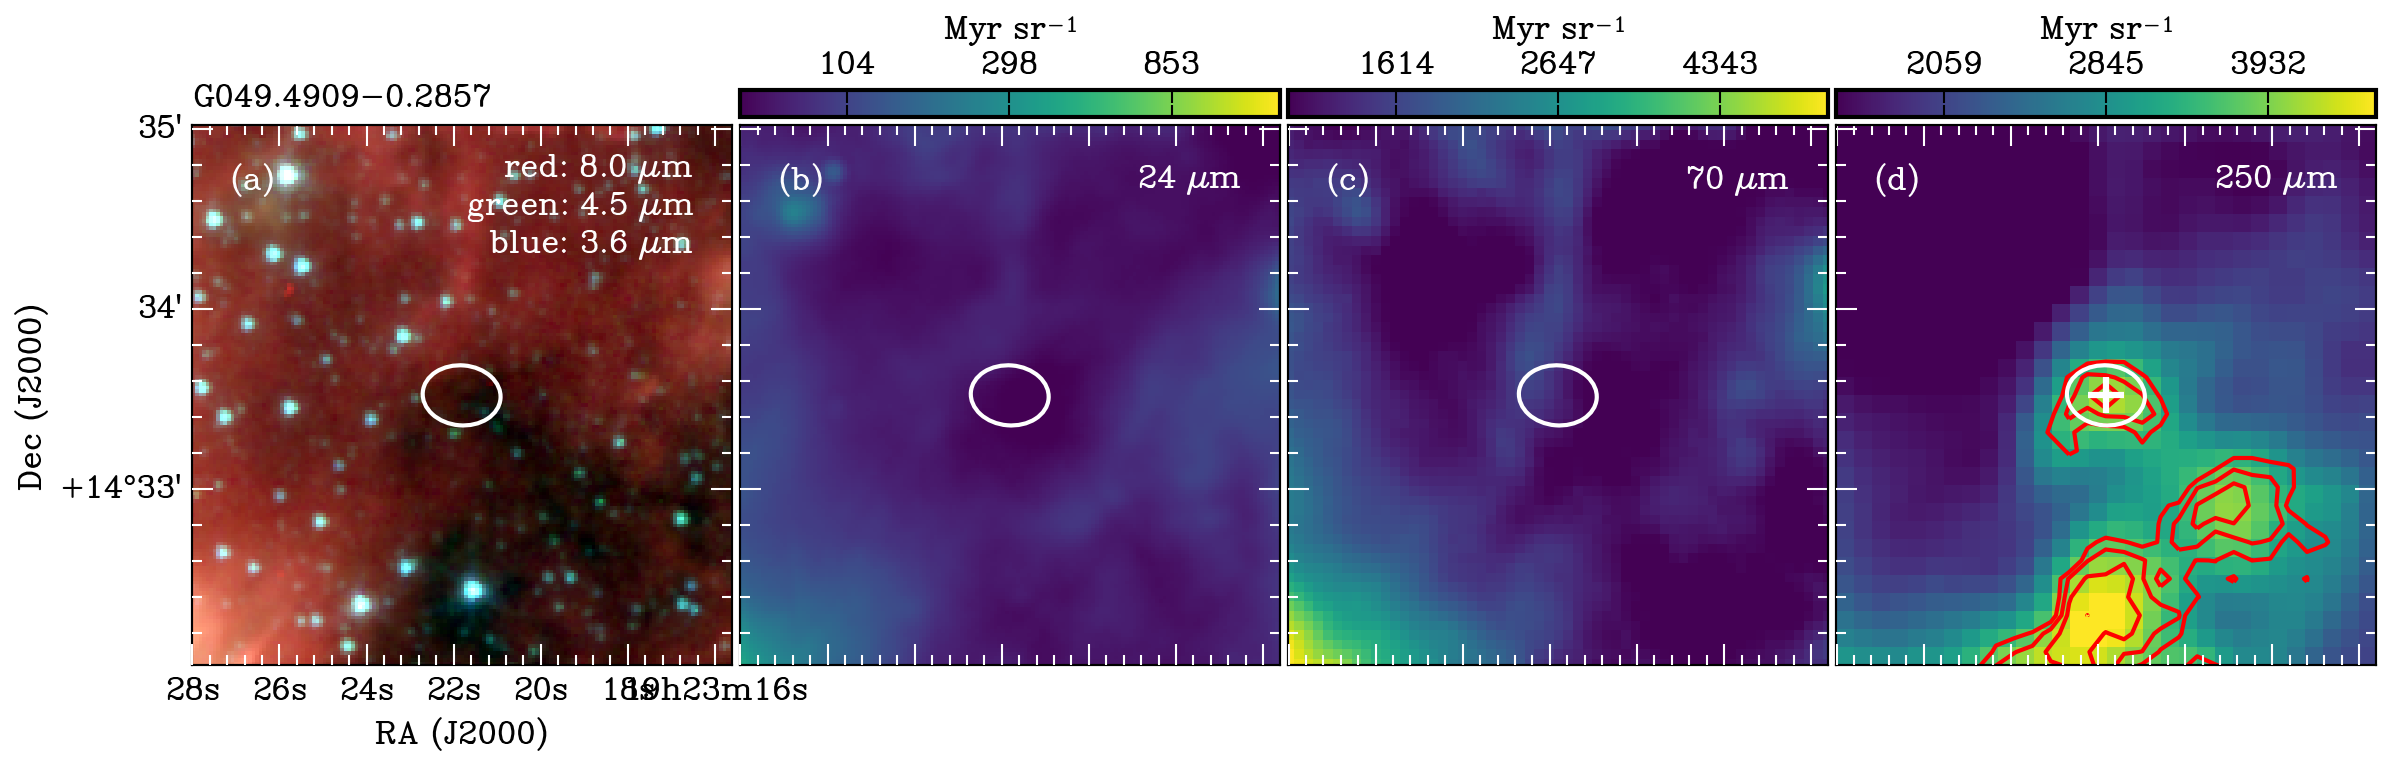 Myr sr⁻¹
104 298 853
Myr sr⁻¹
1614 2647 4343
Myr sr⁻¹
2059 2845 3932
G049.4909−0.2857
(a)
red: 8.0 μm
green: 4.5 μm
blue: 3.6 μm
(b)
24 μm
(c)
70 μm
(d)
250 μm
35'
34'
+14°33'
Dec (J2000)
28s 26s 24s 22s 20s 18s 19h23m16s
RA (J2000)